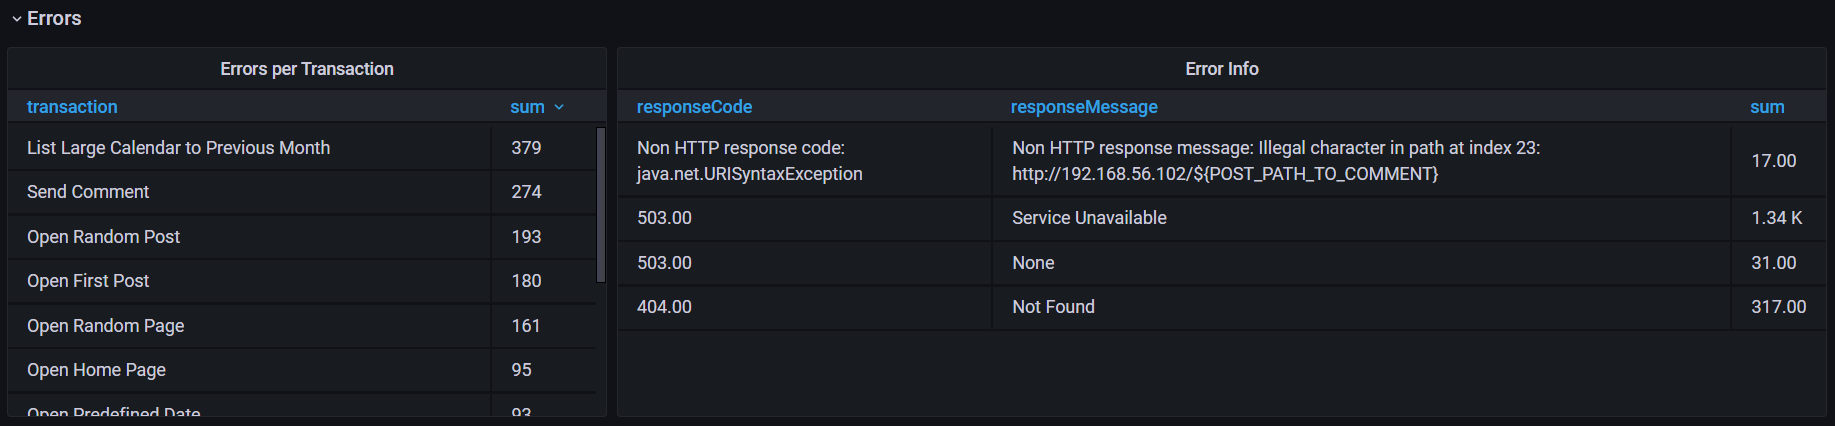 Errors
Errors per Transaction
transaction sum
List Large Calendar to Previous Month 379
Send Comment 274
Open Random Post 193
Open First Post 180
Open Random Page 161
Open Home Page 95
Open Predefined Date 93
Error Info
responseCode responseMessage sum
Non HTTP response code: Non HTTP response message: Illegal character in path at index 23:
java.net.URISyntaxException http://192.168.56.102/${POST_PATH_TO_COMMENT} 17.00
503.00 Service Unavailable 1.34 K
503.00 None 31.00
404.00 Not Found 317.00